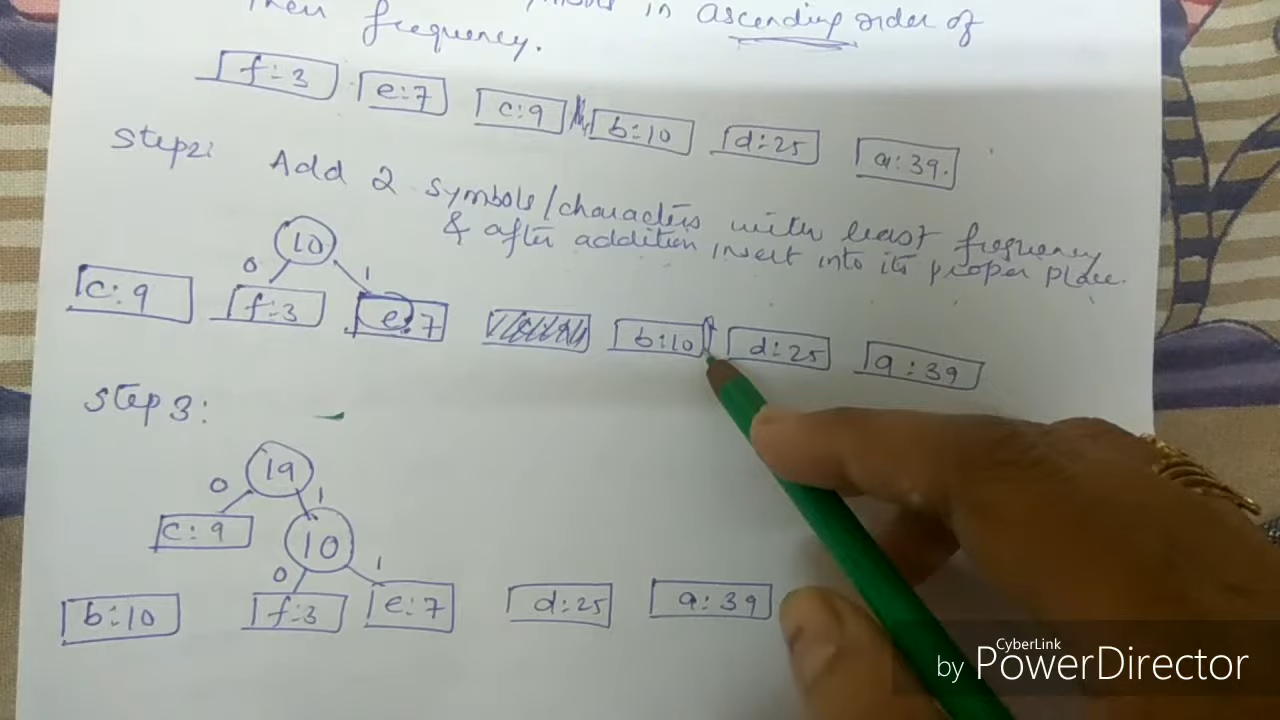 their frequency. in ascending order of
f:3 e:7 c:9 b:10 d:25 a:39.
Step2: Add 2 symbols/characters with least frequency
& after addition insert into its proper place.
10
0 1
c:9 f:3 e:7 b:10 d:25 a:39
Step 3:
19
0 1
c:9 10
0 1
b:10 f:3 e:7 d:25 a:39
CyberLink
by PowerDirector